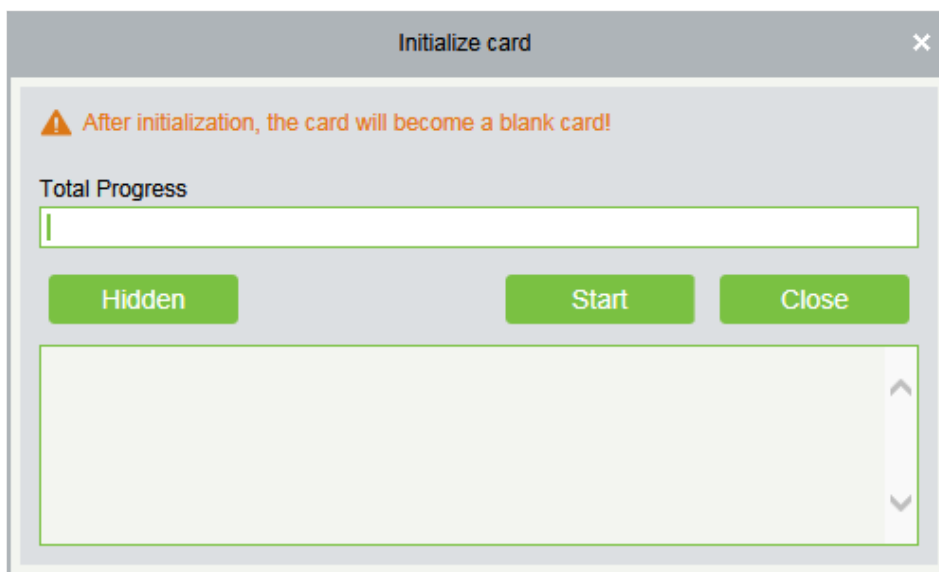 Initialize card
After initialization, the card will become a blank card!
Total Progress
Hidden Start Close